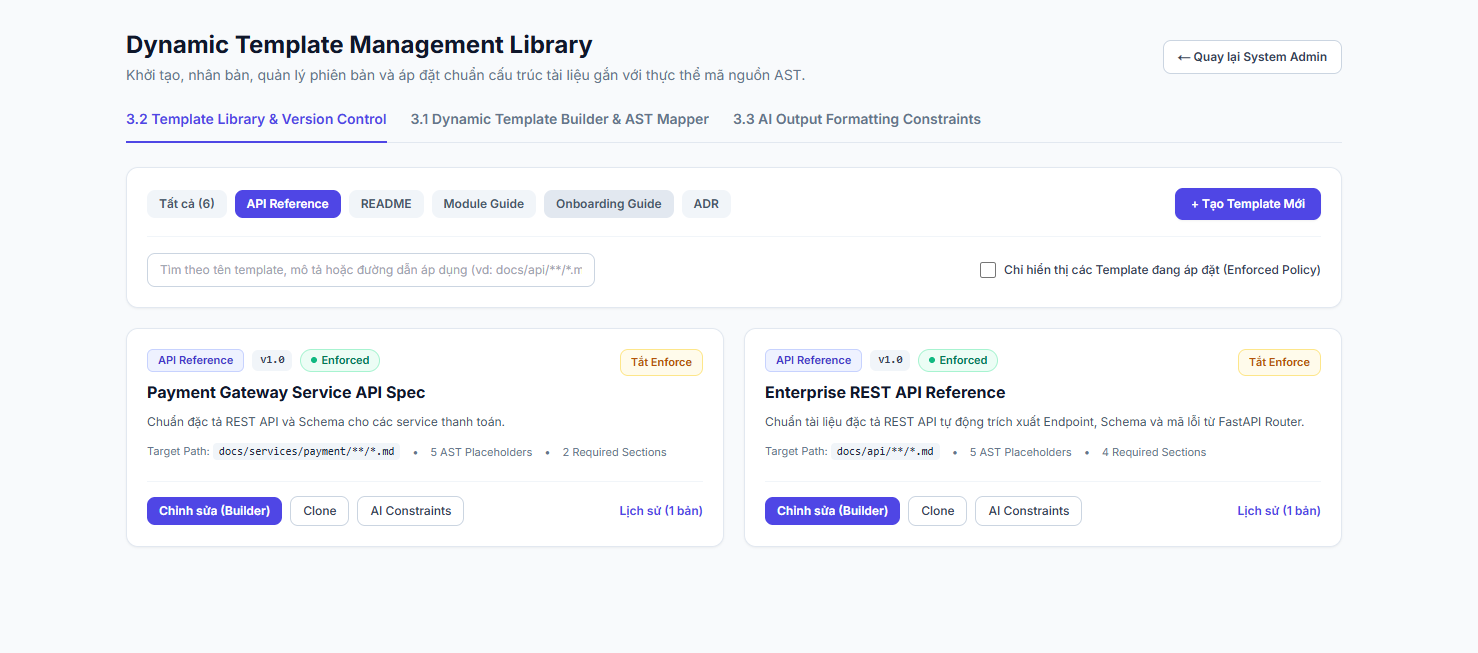 Dynamic Template Management Library
Khởi tạo, nhân bản, quản lý phiên bản và áp đặt chuẩn cấu trúc tài liệu gắn với thực thể mã nguồn AST.
← Quay lại System Admin
3.2 Template Library & Version Control
3.1 Dynamic Template Builder & AST Mapper
3.3 AI Output Formatting Constraints
Tất cả (6)
API Reference
README
Module Guide
Onboarding Guide
ADR
+ Tạo Template Mới
Tìm theo tên template, mô tả hoặc đường dẫn áp dụng (vd: docs/api/**/*.m
Chỉ hiển thị các Template đang áp đặt (Enforced Policy)
API Reference v1.0 Enforced Tắt Enforce
Payment Gateway Service API Spec
Chuẩn đặc tả REST API và Schema cho các service thanh toán.
Target Path: docs/services/payment/**/*.md • 5 AST Placeholders • 2 Required Sections
Chỉnh sửa (Builder) Clone AI Constraints Lịch sử (1 bản)
API Reference v1.0 Enforced Tắt Enforce
Enterprise REST API Reference
Chuẩn tài liệu đặc tả REST API tự động trích xuất Endpoint, Schema và mã lỗi từ FastAPI Router.
Target Path: docs/api/**/*.md • 5 AST Placeholders • 4 Required Sections
Chỉnh sửa (Builder) Clone AI Constraints Lịch sử (1 bản)